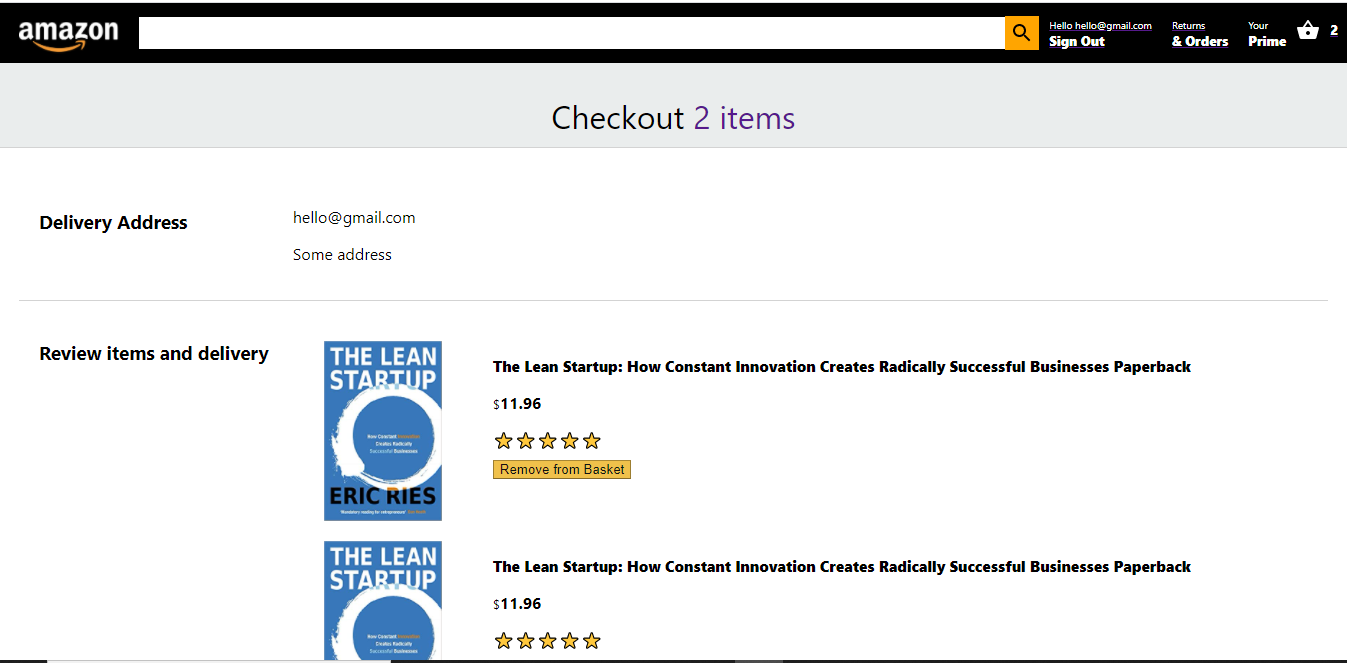 amazon
Hello hello@gmail.com
Sign Out
Returns
& Orders
Your
Prime
2
Checkout 2 items
Delivery Address
hello@gmail.com
Some address
Review items and delivery
THE LEAN
STARTUP
How Constant Innovation
Creates Radically
Successful Businesses
ERIC RIES
'Mandatory reading for entrepreneurs'
The Lean Startup: How Constant Innovation Creates Radically Successful Businesses Paperback
$11.96
Remove from Basket
THE LEAN
STARTUP
How Constant Innovation
Creates Radically
Successful Businesses
The Lean Startup: How Constant Innovation Creates Radically Successful Businesses Paperback
$11.96